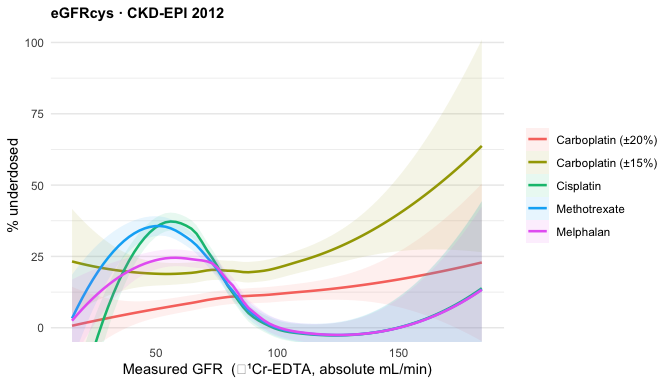 eGFRcys · CKD-EPI 2012
100
75
50
25
0
% underdosed
50
100
150
Measured GFR (□¹Cr-EDTA, absolute mL/min)
Carboplatin (±20%)
Carboplatin (±15%)
Cisplatin
Methotrexate
Melphalan